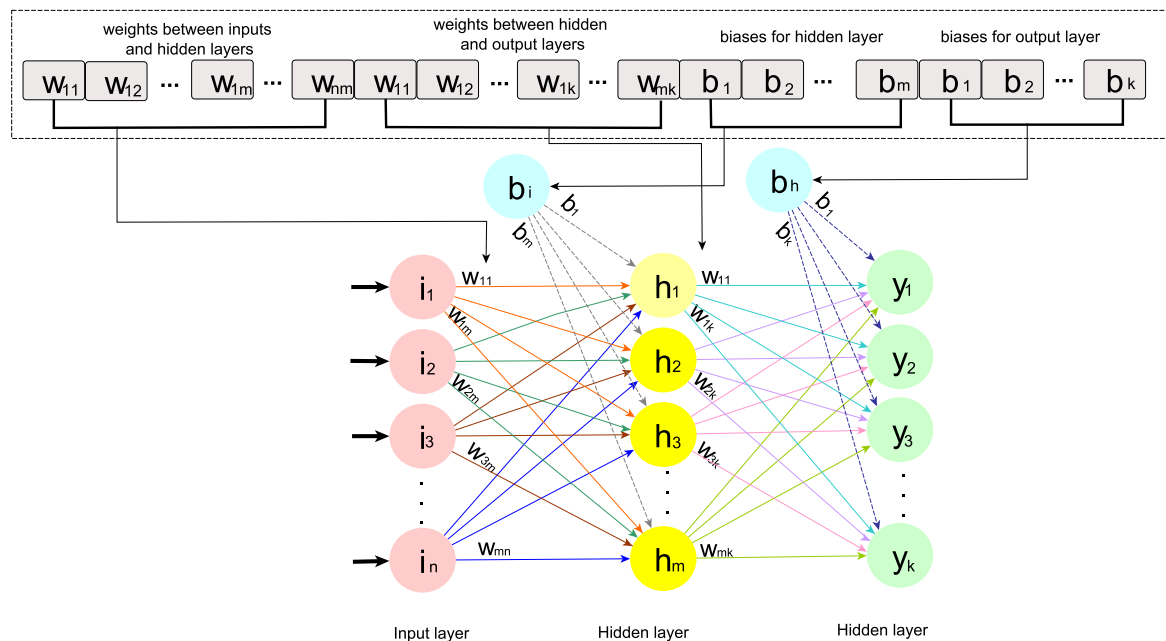 weights between inputs
and hidden layers
weights between hidden
and output layers
biases for hidden layer
biases for output layer
w11 w12 ... w1m ... wnm w11 w12 ... w1k ... wmk b1 b2 ... bm b1 b2 ... bk
bi
bh
b1
bm
b1
bk
i1
w11
h1
w11
y1
w1m
w1k
i2
h2
y2
w2m
w2k
i3
h3
y3
w3m
w3k
in
wmn
hm
wmk
yk
Input layer
Hidden layer
Hidden layer